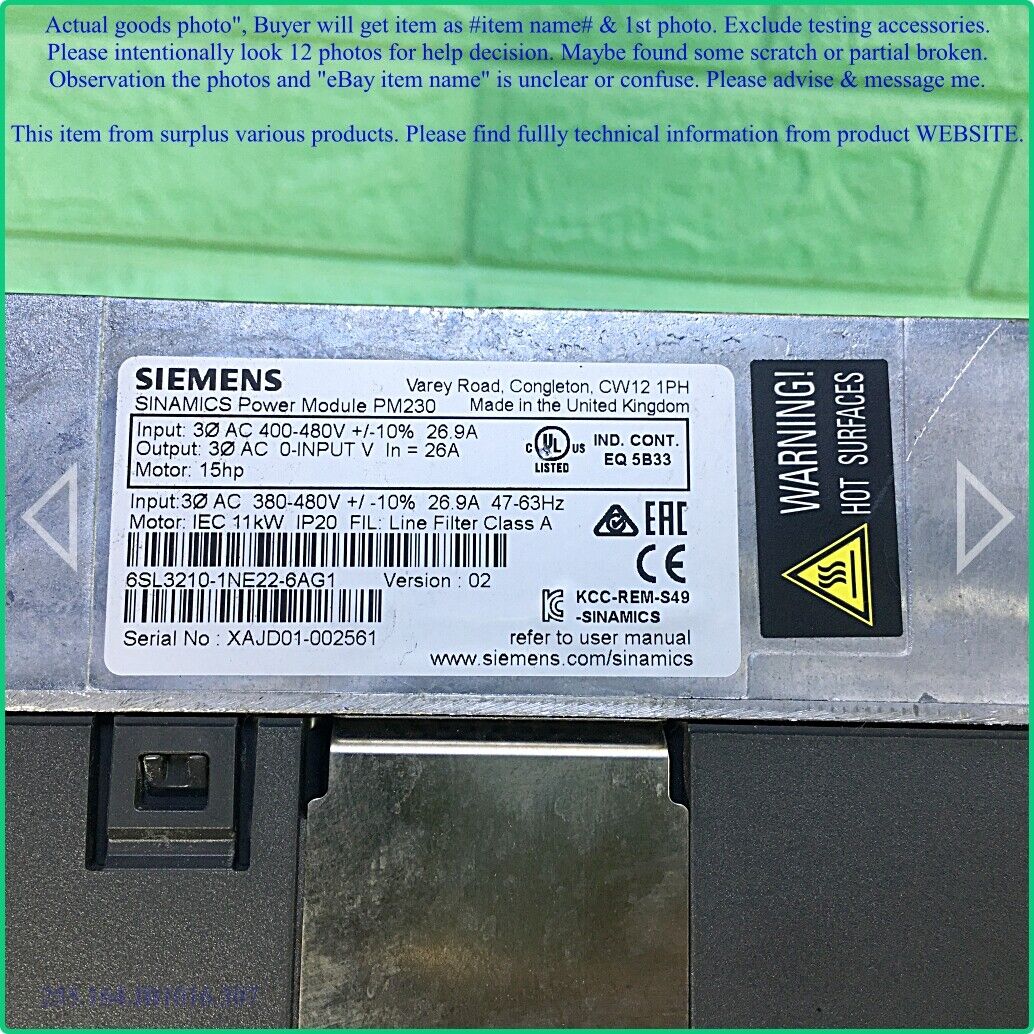 Actual goods photo", Buyer will get item as #item name# & 1st photo. Exclude testing accessories.
Please intentionally look 12 photos for help decision. Maybe found some scratch or partial broken.
Observation the photos and "eBay item name" is unclear or confuse. Please advise & message me.
This item from surplus various products. Please find fullly technical information from product WEBSITE.
SIEMENS
Varey Road, Congleton, CW12 1PH
SINAMICS Power Module PM230
Made in the United Kingdom
Input: 3Ø AC 400-480V +/-10% 26.9A
Output: 3Ø AC 0-INPUT V In = 26A
Motor: 15hp
C UL US
LISTED
IND. CONT.
EQ 5B33
Input:3Ø AC 380-480V +/-10% 26.9A 47-63Hz
Motor: IEC 11kW IP20 FIL: Line Filter Class A
EAC
CE
6SL3210-1NE22-6AG1 Version : 02
KCC-REM-S49
-SINAMICS
Serial No : XAJD01-002561
refer to user manual
www.siemens.com/sinamics
WARNING!
HOT SURFACES